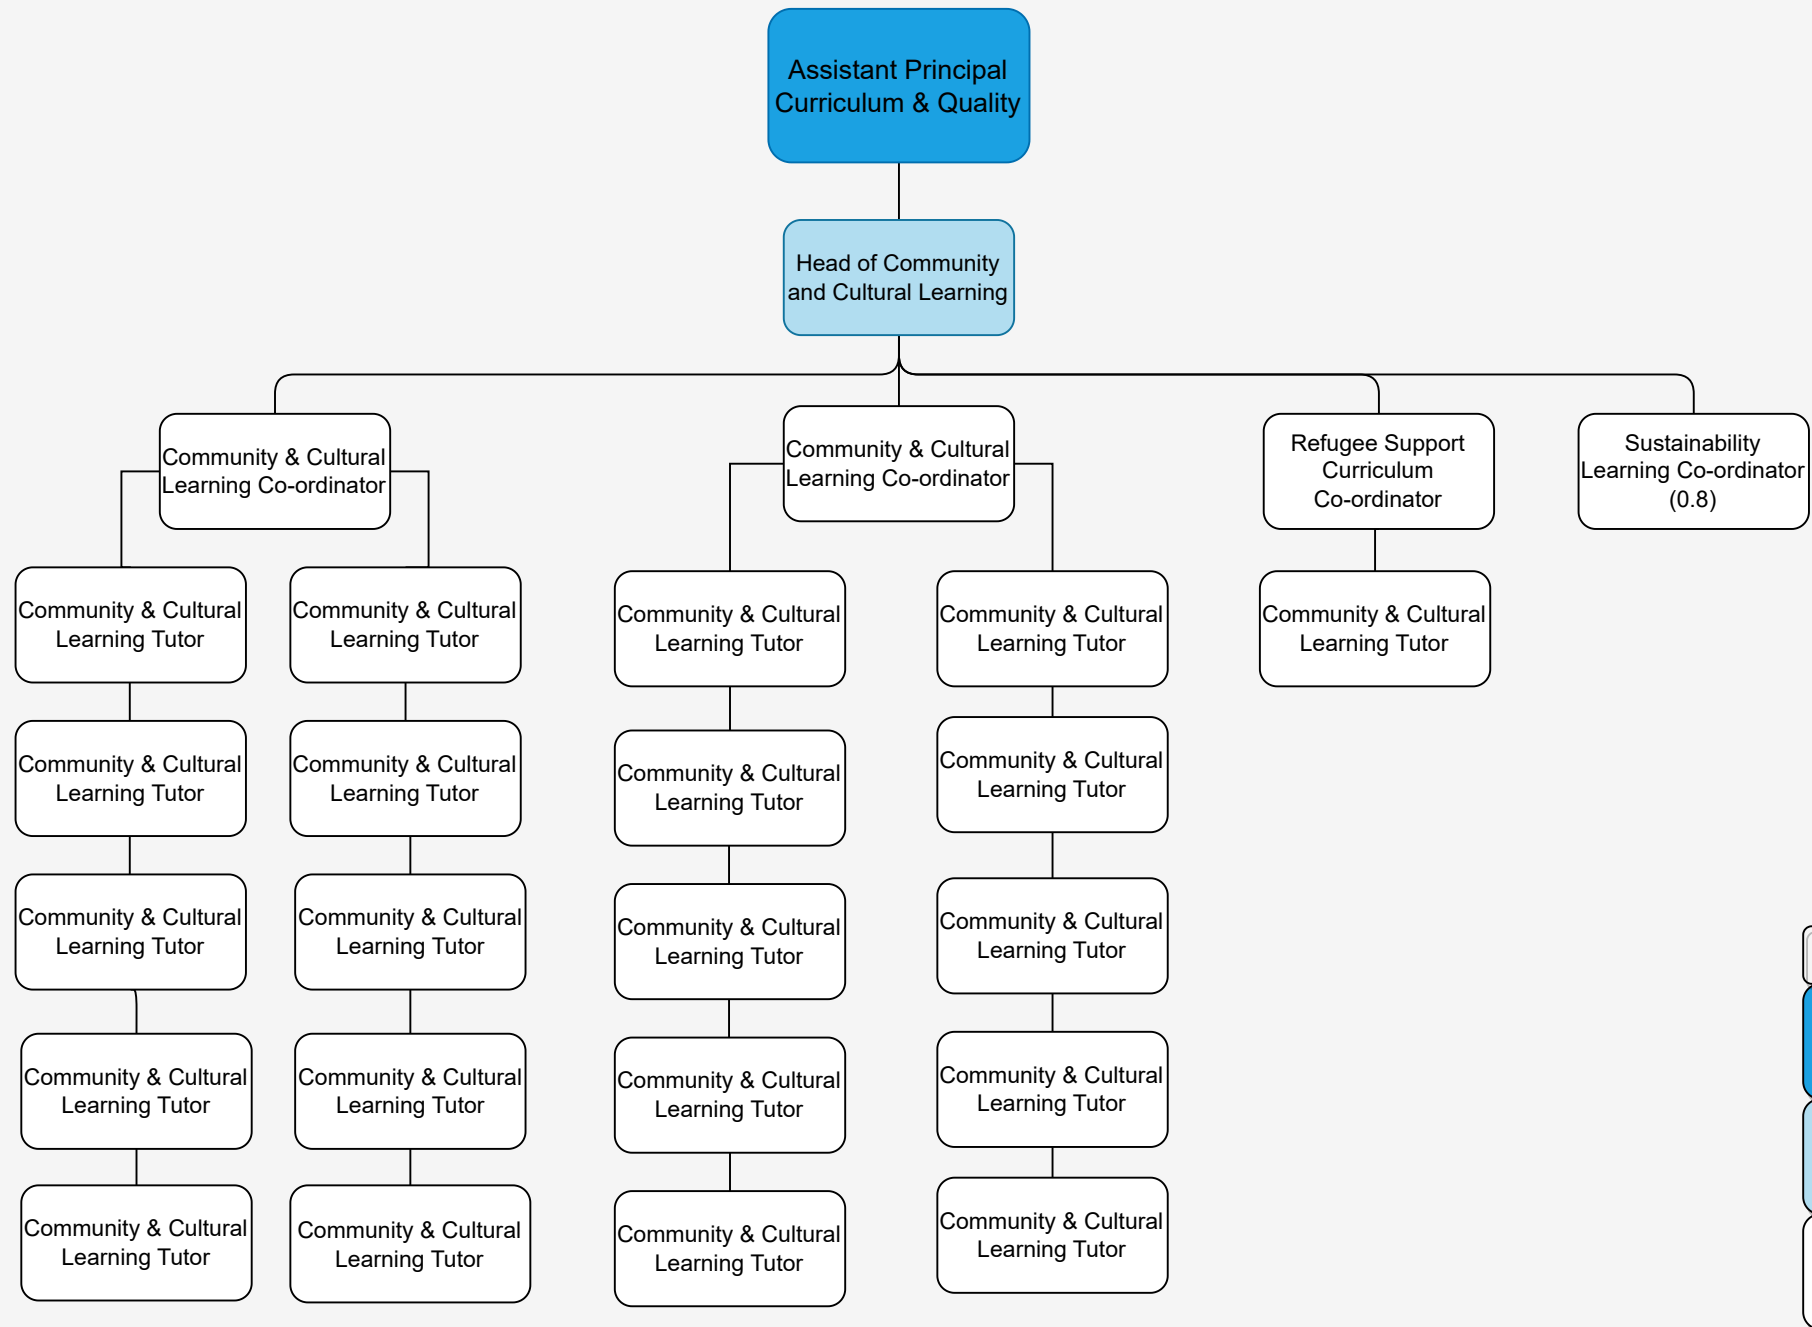 Assistant Principal
Curriculum & Quality
Head of Community
and Cultural Learning
Community & Cultural
Learning Co-ordinator
Community & Cultural
Learning Co-ordinator
Refugee Support
Curriculum
Co-ordinator
Sustainability
Learning Co-ordinator
(0.8)
Community & Cultural
Learning Tutor
Community & Cultural
Learning Tutor
Community & Cultural
Learning Tutor
Community & Cultural
Learning Tutor
Community & Cultural
Learning Tutor
Community & Cultural
Learning Tutor
Community & Cultural
Learning Tutor
Community & Cultural
Learning Tutor
Community & Cultural
Learning Tutor
Community & Cultural
Learning Tutor
Community & Cultural
Learning Tutor
Community & Cultural
Learning Tutor
Community & Cultural
Learning Tutor
Community & Cultural
Learning Tutor
Community & Cultural
Learning Tutor
Community & Cultural
Learning Tutor
Community & Cultural
Learning Tutor
Community & Cultural
Learning Tutor
Community & Cultural
Learning Tutor
Community & Cultural
Learning Tutor
Community & Cultural
Learning Tutor